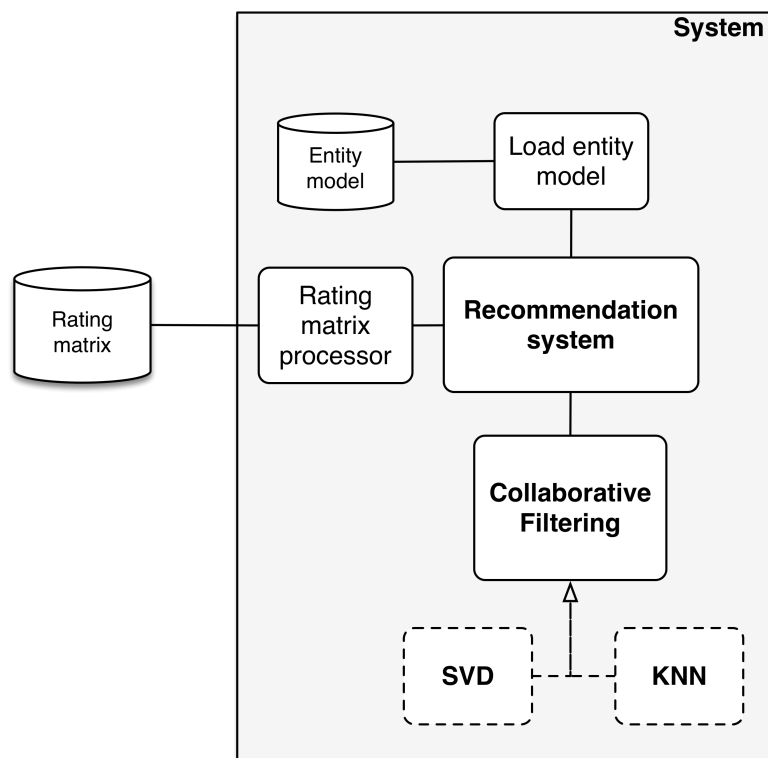 System
Entity
model
Load entity
model
Rating
matrix
Rating
matrix
processor
Recommendation
system
Collaborative
Filtering
SVD
KNN